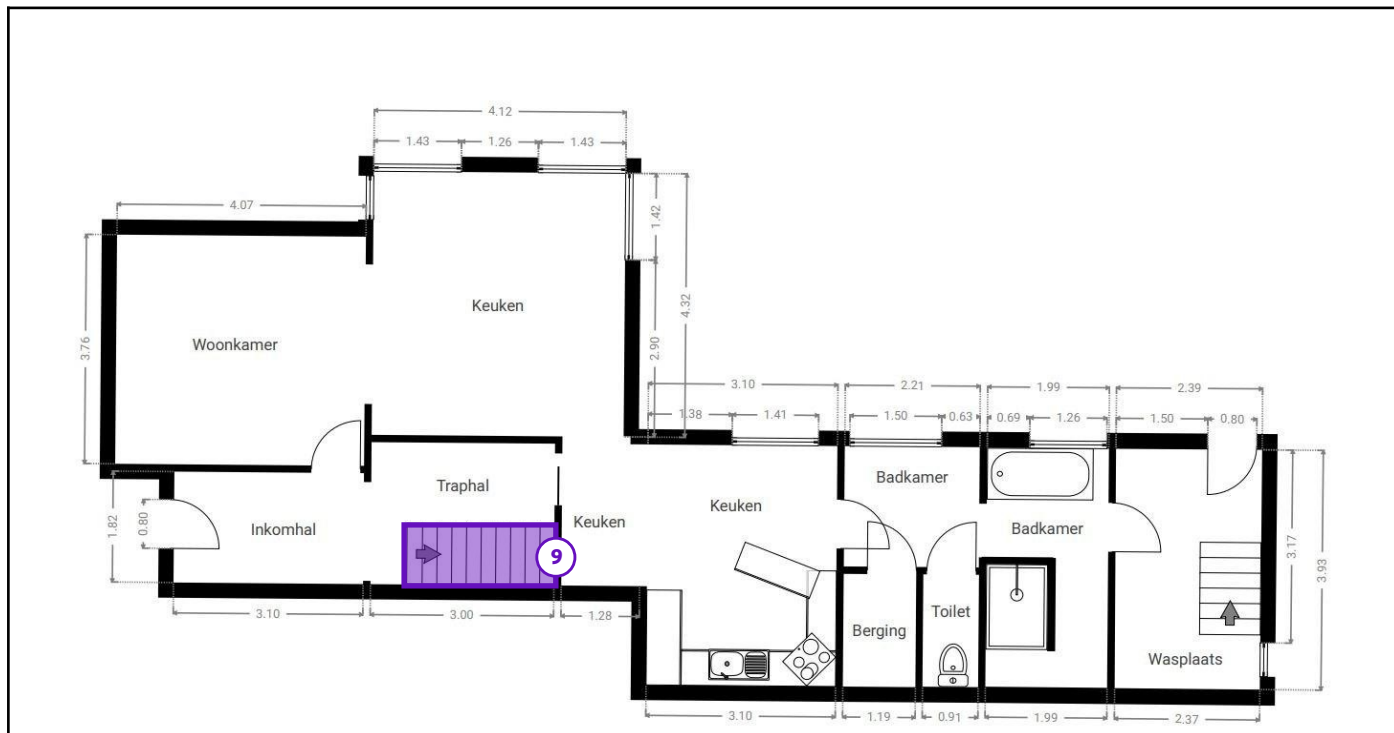 4.12
1.43 1.26 1.43
4.07
1.42
4.32
2.90
3.76
Keuken
Woonkamer
3.10 2.21 1.99 2.39
1.38 1.41 1.50 0.63 0.69 1.26 1.50 0.80
Traphal
Badkamer
Keuken
Keuken
Inkomhal
Badkamer
1.82
0.80
9
3.17
3.93
3.10 3.00 1.28
Berging
Toilet
Wasplaats
3.10 1.19 0.91 1.99 2.37